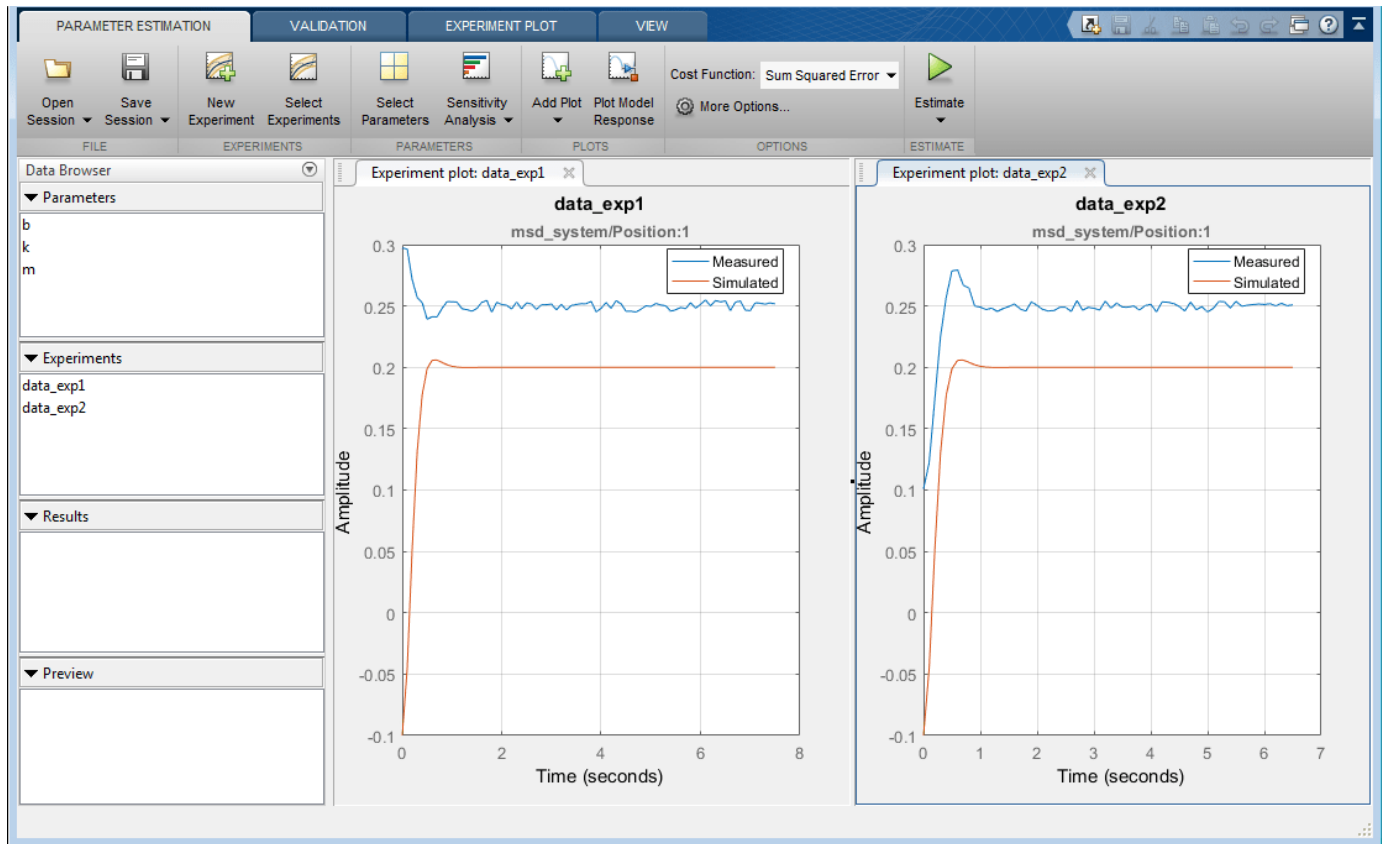 PARAMETER ESTIMATION VALIDATION EXPERIMENT PLOT VIEW
Open Session Save Session New Experiment Select Experiments Select Parameters Sensitivity Analysis Add Plot Plot Model Response Cost Function: Sum Squared Error More Options... Estimate
FILE EXPERIMENTS PARAMETERS PLOTS OPTIONS ESTIMATE
Data Browser
Parameters
b
k
m
Experiments
data_exp1
data_exp2
Results
Preview
Experiment plot: data_exp1
data_exp1
msd_system/Position:1
Measured
Simulated
0.3
0.25
0.2
0.15
0.1
0.05
0
-0.05
-0.1
Amplitude
0 2 4 6 8
Time (seconds)
Experiment plot: data_exp2
data_exp2
msd_system/Position:1
Measured
Simulated
0.3
0.25
0.2
0.15
0.1
0.05
0
-0.05
-0.1
Amplitude
0 1 2 3 4 5 6 7
Time (seconds)